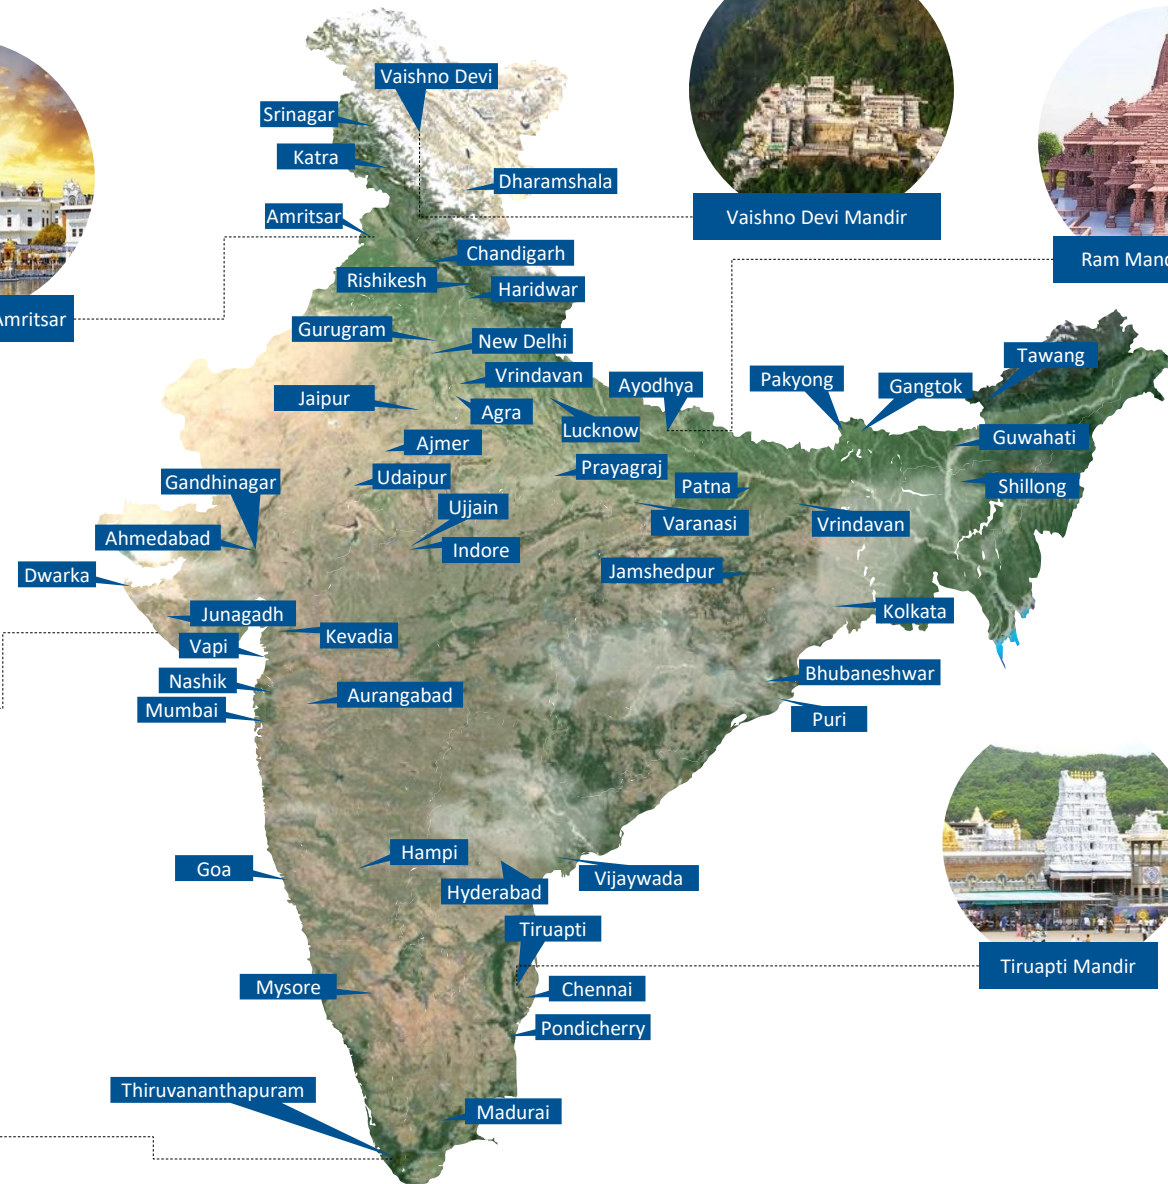 Vaishno Devi
Srinagar
Katra
Dharamshala
Vaishno Devi Mandir
Amritsar
Chandigarh
Rishikesh
Haridwar
Ram
Amritsar
Gurugram
New Delhi
Vrindavan
Ayodhya
Pakyong
Gangtok
Tawang
Jaipur
Agra
Lucknow
Ajmer
Guwahati
Udaipur
Prayagraj
Patna
Shillong
Gandhinagar
Ujjain
Varanasi
Vrindavan
Ahmedabad
Indore
Dwarka
Jamshedpur
Junagadh
Kolkata
Kevadia
Vapi
Nashik
Bhubaneshwar
Aurangabad
Mumbai
Puri
Hampi
Goa
Hyderabad
Vijaywada
Tiruapti
Tiruapti Mandir
Mysore
Chennai
Pondicherry
Thiruvananthapuram
Madurai